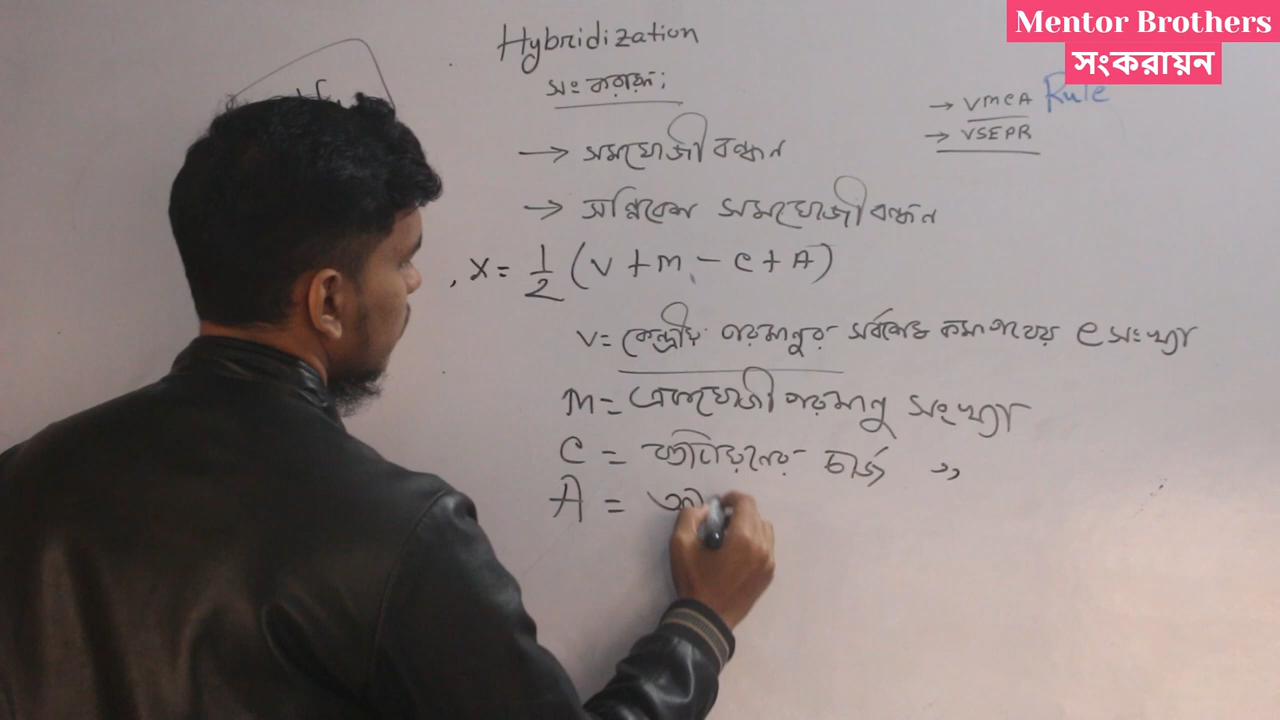 Mentor Brothers
সংকরায়ন
Hybridization
সংকরায়ন;
→ VMCA Rule
→ VSEPR
→ সমযোজী বন্ধন
→ সন্নিবেশ সমযোজী বন্ধন
X = 1/2 (V + M - C + A)
V = কেন্দ্রীয় পরমানুর সর্বশেষ কক্ষপথের e সংখ্যা
M = একযোজী পরমানু সংখ্যা
C = ক্যাটায়নের চার্জ "
A =